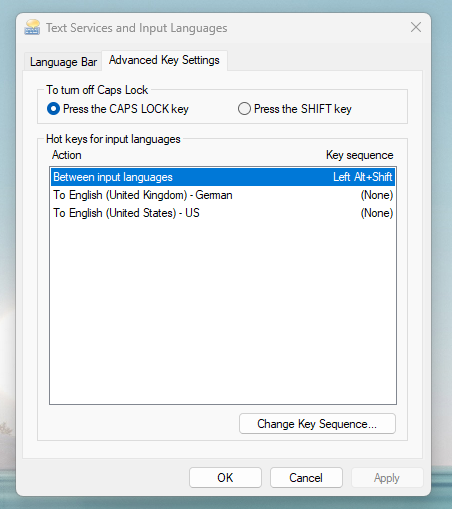 Text Services and Input Languages
Language Bar Advanced Key Settings
To turn off Caps Lock
Press the CAPS LOCK key Press the SHIFT key
Hot keys for input languages
Action Key sequence
Between input languages Left Alt+Shift
To English (United Kingdom) - German (None)
To English (United States) - US (None)
Change Key Sequence...
OK Cancel Apply